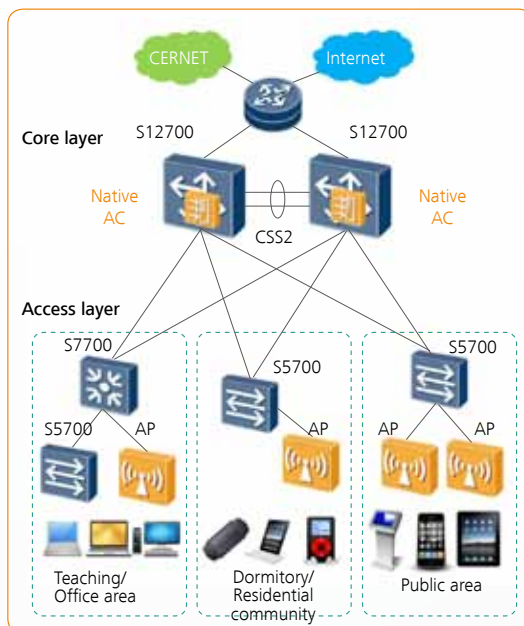 CERNET
Internet
S12700
S12700
Core layer
Native
AC
Native
AC
CSS2
Access layer
S7700
S5700
S5700
S5700
AP
AP
AP
AP
Teaching/
Office area
Dormitory/
Residential
community
Public area